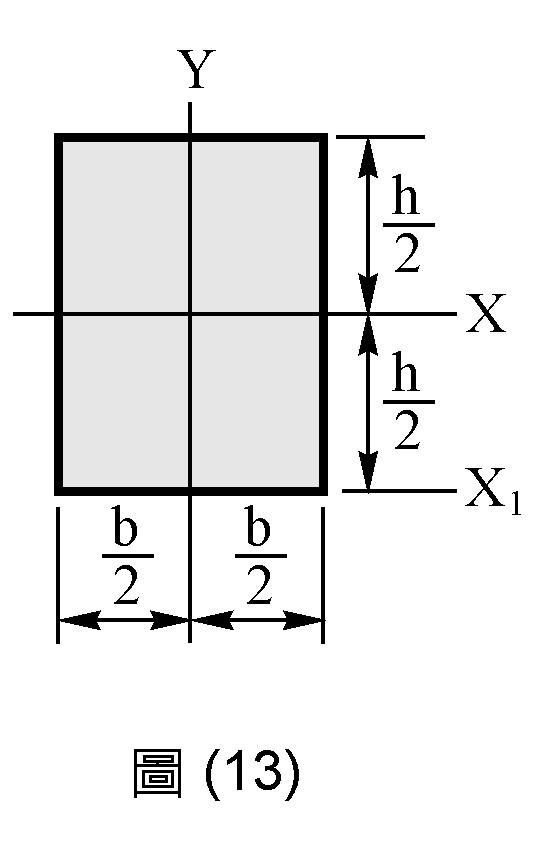 Y
h/2
X
h/2
X₁
b/2 b/2
圖 (13)